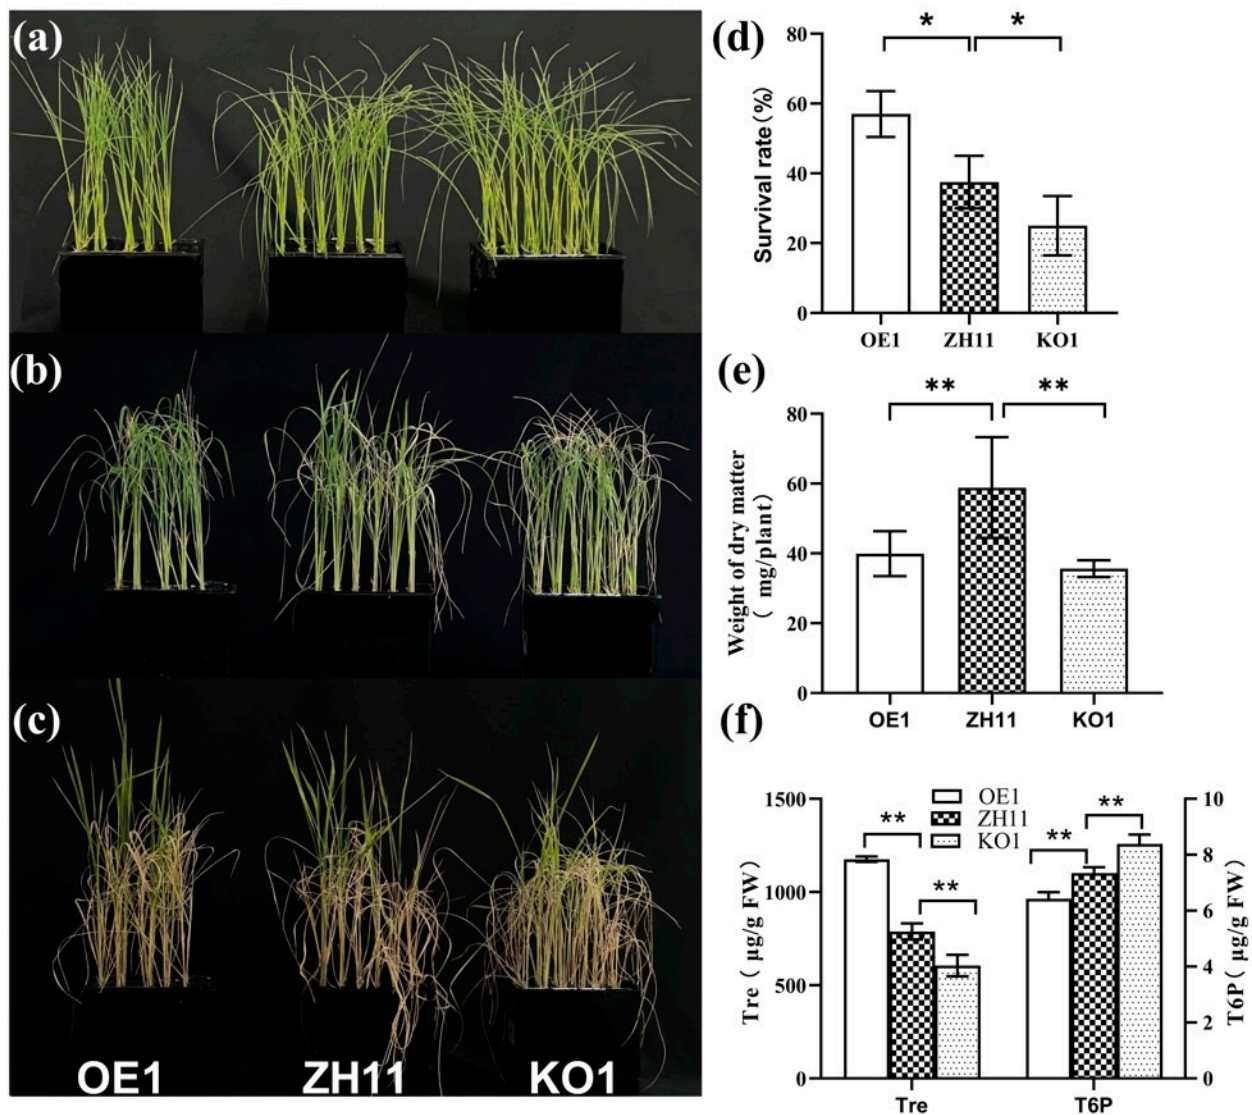 (a)
(b)
(c)
OE1 ZH11 KO1
(d)
* *
Survival rate(%)
80
60
40
20
0
OE1 ZH11 KO1
(e)
** **
Weight of dry matter
( mg/plant)
80
60
40
20
0
OE1 ZH11 KO1
(f)
OE1
ZH11
KO1
** ** ** **
Tre( μg/g FW)
1500
1000
500
0
T6P( μg/g FW)
10
8
6
4
2
0
Tre T6P